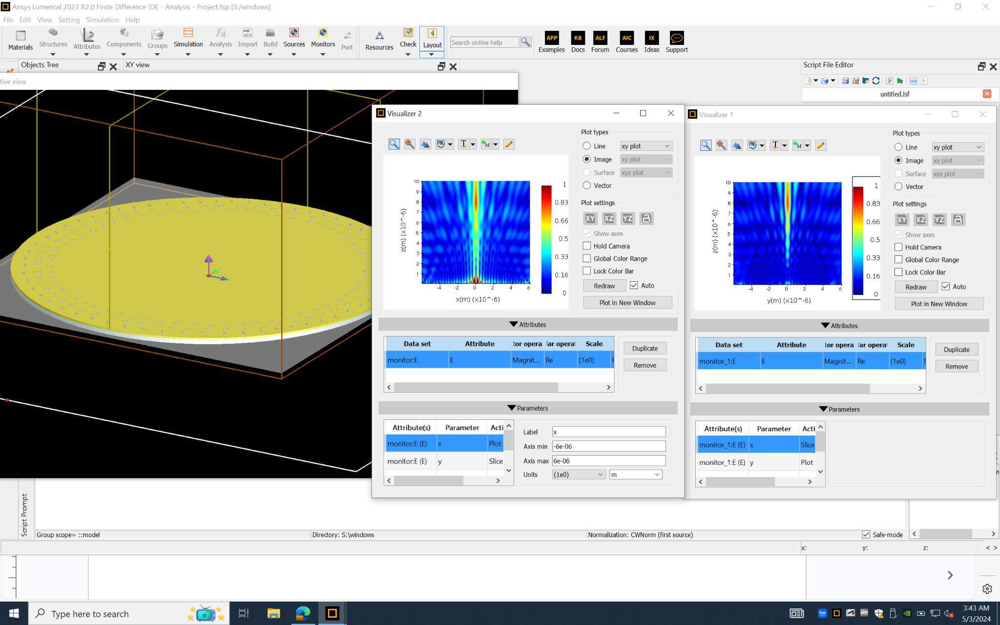 Ansys Lumerical 2023 R2.0 Finite Difference IDE - Analysis - Project.fsp [S:/windows]
File Edit View Setting Simulation Help
Materials Structures Attributes Components Groups Simulation Analysis Import Build Sources Monitors Port Resources Check Layout
GDS
Search online help
APP KB ALF AIC IX
Examples Docs Forum Courses Ideas Support
Objects Tree
XY view
Script File Editor
untitled.lsf
tive view
Visualizer 2
PNG T M
Plot types
Line xy plot
Image xy plot
Surface xyz plot
Vector
Plot settings
XY XZ YZ a
Show axes
Hold Camera
Global Color Range
Lock Color Bar
Redraw Auto
Plot in New Window
z(m) (x10^-6)
10
9
8
7
6
5
4
3
2
1
-4 -2 0 2 4 6
x(m) (x10^-6)
1
0.83
0.66
0.5
0.33
0.16
0
Attributes
Data set Attribute tor opera lar operat Scale
monitor:E E Magnit... Re (1e0)
Duplicate
Remove
Parameters
Attribute(s) Parameter Acti
monitor:E (E) x Plot
monitor:E (E) y Slice
Label x
Axis min -6e-06
Axis max 6e-06
Units (1e0) m
Visualizer 1
PNG T M
Plot types
Line xy plot
Image xy plot
Surface xyz plot
Vector
Plot settings
XY XZ YZ a
Show axes
Hold Camera
Global Color Range
Lock Color Bar
Redraw Auto
Plot in New Window
z(m) (x10^-6)
10
9
8
7
6
5
4
3
2
1
-4 -2 0 2 4 6
y(m) (x10^-6)
1
0.83
0.66
0.5
0.33
0.16
0
Attributes
Data set Attribute tor opera lar operat Scale
monitor_1:E E Magnit... Re (1e0)
Duplicate
Remove
Parameters
Attribute(s) Parameter Acti
monitor_1:E (E) x Slice
monitor_1:E (E) y Plot
Script Prompt
Group scope= ::model
Directory: S:\windows
Normalization: CWNorm (first source)
Safe-mode
x: y: z:
Type here to search
box
vm
3:43 AM
5/3/2024